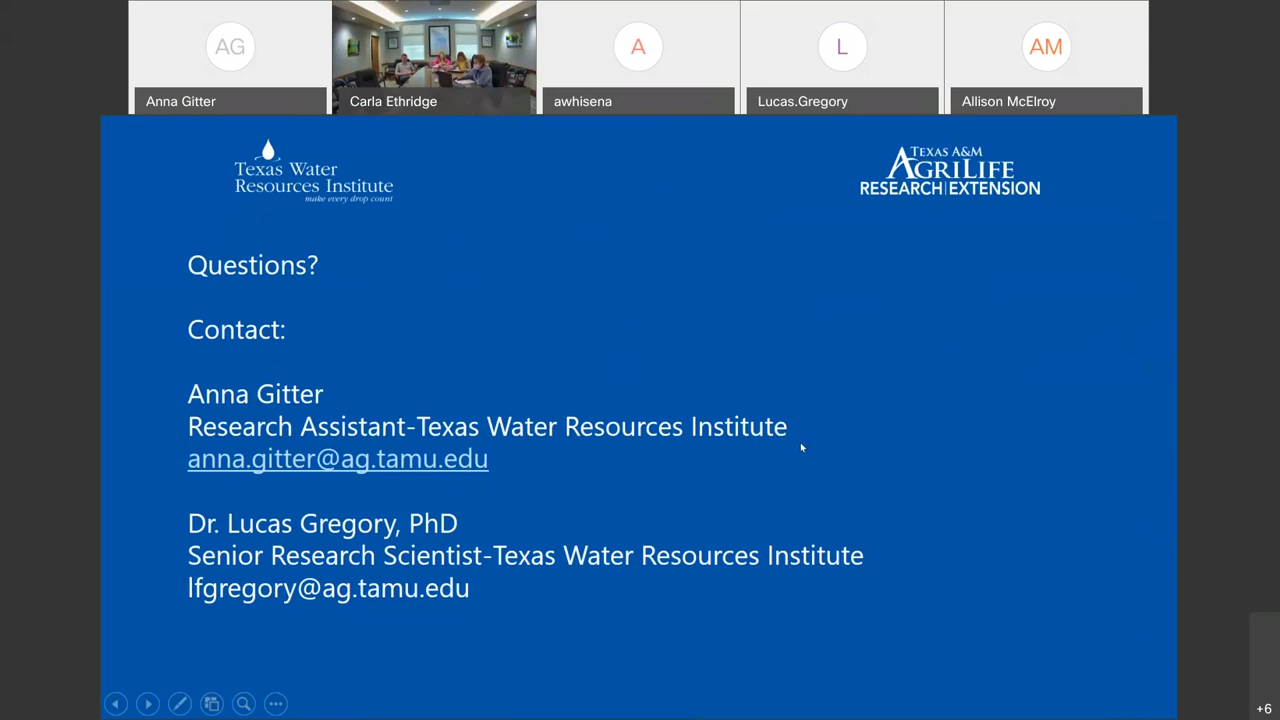 AG
A
L
AM
Anna Gitter
Carla Ethridge
awhisena
Lucas.Gregory
Allison McElroy
Texas Water
Resources Institute
make every drop count
TEXAS A&M
AGRILIFE
RESEARCH | EXTENSION
Questions?
Contact:
Anna Gitter
Research Assistant-Texas Water Resources Institute
anna.gitter@ag.tamu.edu
Dr. Lucas Gregory, PhD
Senior Research Scientist-Texas Water Resources Institute
lfgregory@ag.tamu.edu
+6